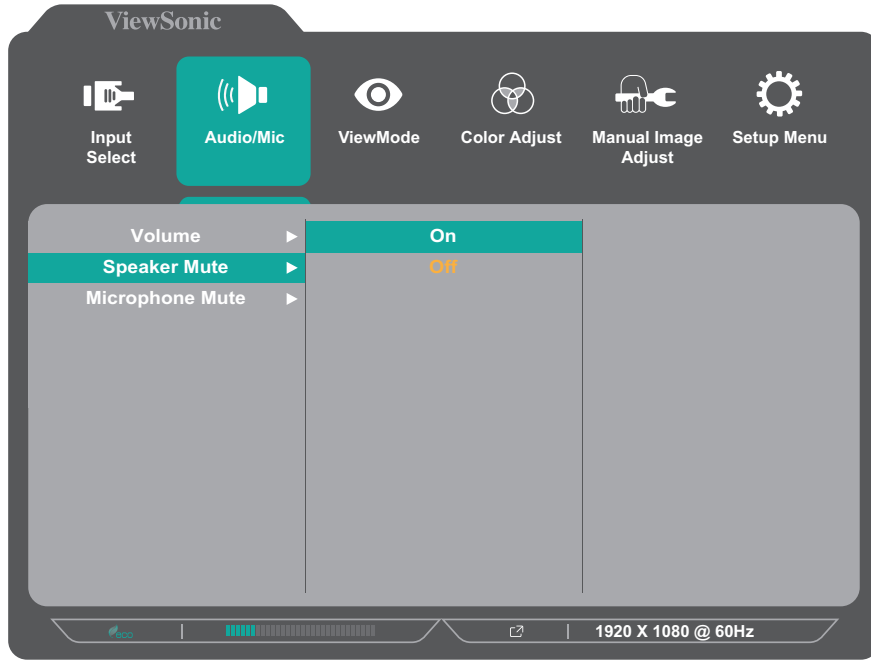 ViewSonic
Input Select
Audio/Mic
ViewMode
Color Adjust
Manual Image Adjust
Setup Menu
Volume
On
Speaker Mute
Off
Microphone Mute
eco
1920 X 1080 @ 60Hz